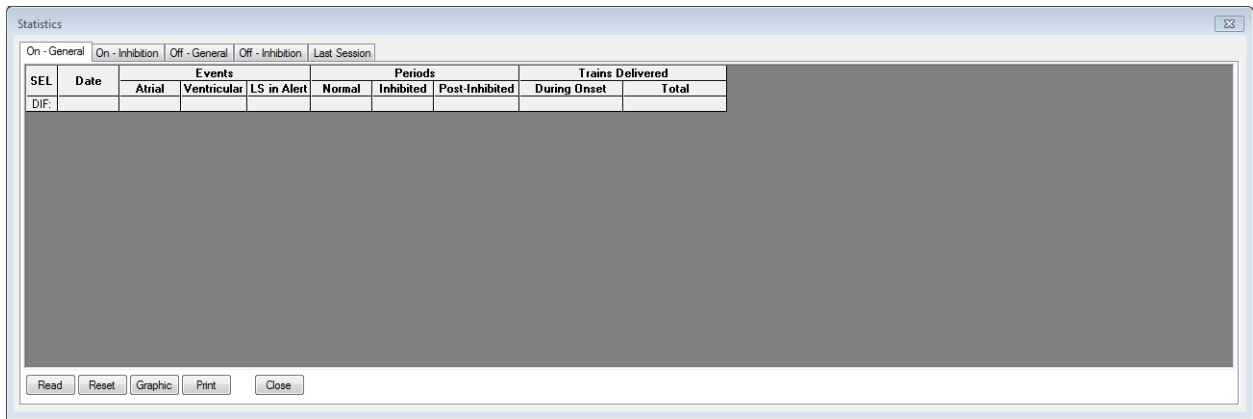 Statistics
On - General On - Inhibition Off - General Off - Inhibition Last Session
SEL Date Events Periods Trains Delivered
Atrial Ventricular LS in Alert Normal Inhibited Post-Inhibited During Onset Total
DIF:
Read Reset Graphic Print Close